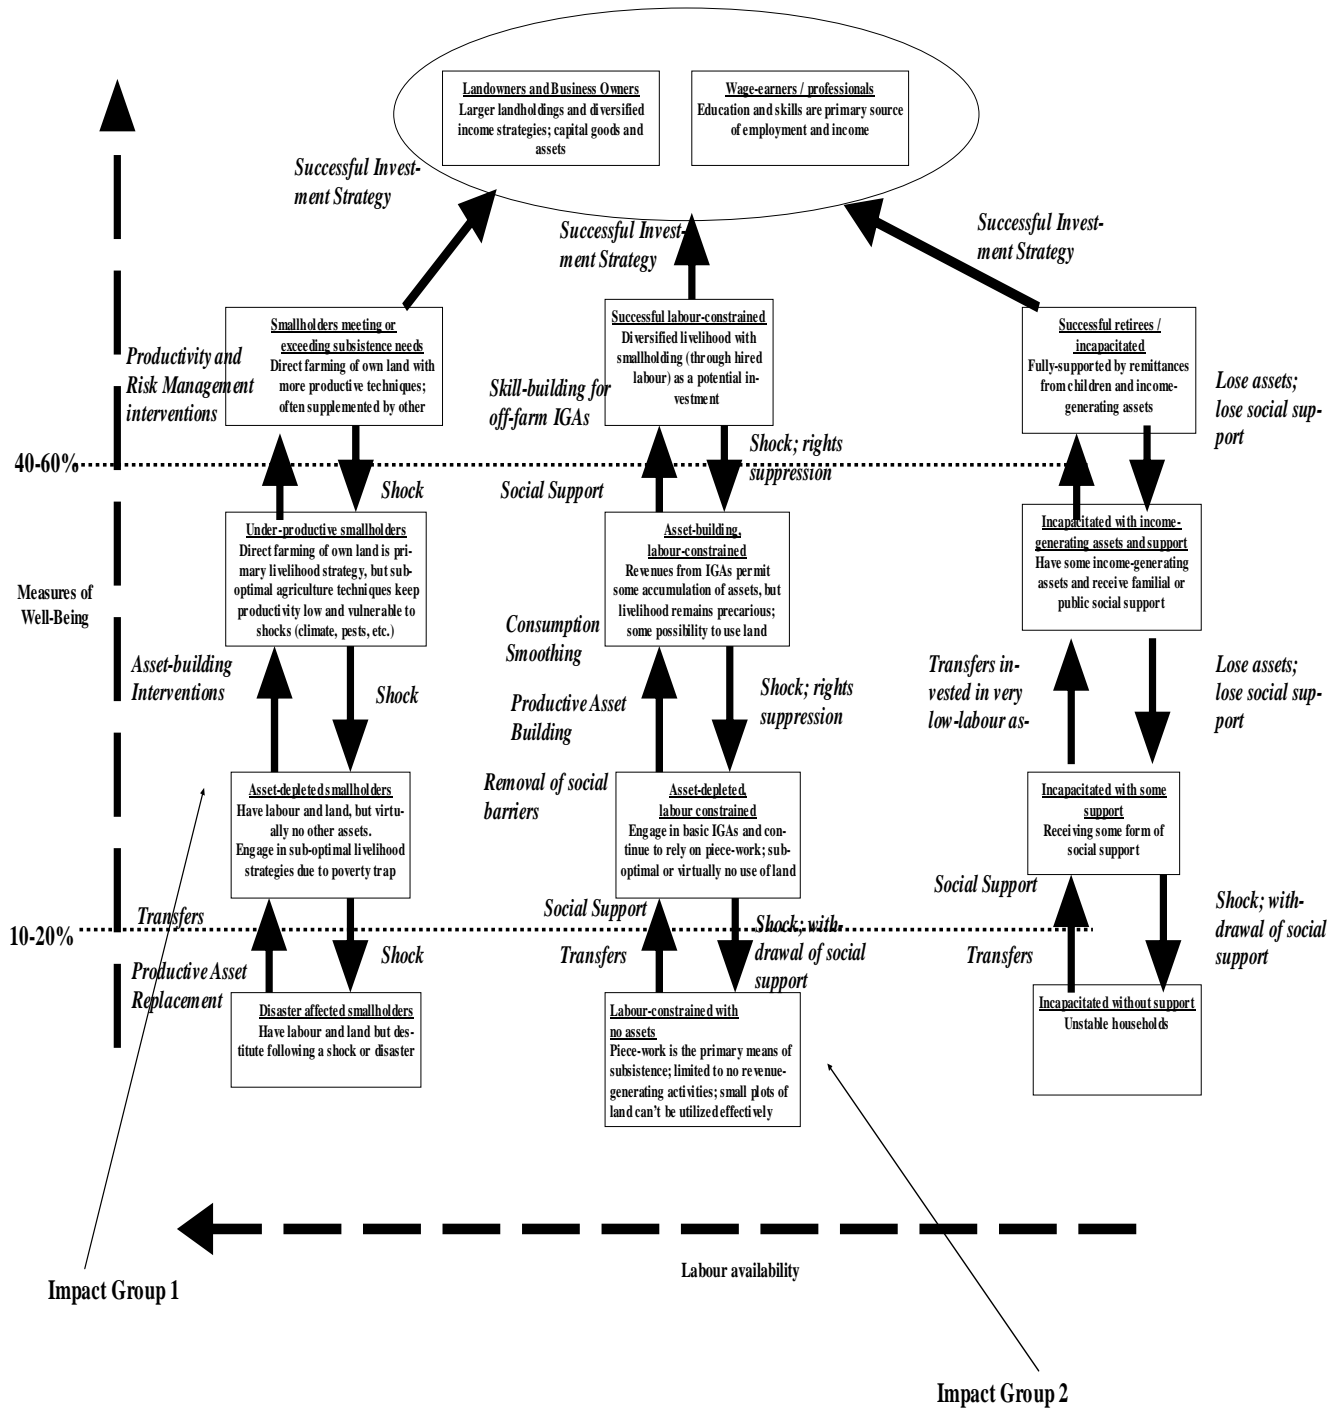 Landowners and Business Owners
Larger landholdings and diversified
income strategies; capital goods and
assets
Wage-earners / professionals
Education and skills are primary source
of employment and income
Successful Invest-
ment Strategy
Successful Invest-
ment Strategy
Successful Invest-
ment Strategy
Smallholders meeting or
exceeding subsistence needs
Direct farming of own land with
more productive techniques;
often supplemented by other
Successful labour-constrained
Diversified livelihood with
smallholding (through hired
labour) as a potential in-
vestment
Successful retirees /
incapacitated
Fully-supported by remittances
from children and income-
generating assets
Productivity and
Risk Management
interventions
Skill-building for
off-farm IGAs
Lose assets;
lose social sup-
port
40-60%
Shock
Social Support
Shock; rights
suppression
Under-productive smallholders
Direct farming of own land is pri-
mary livelihood strategy, but sub-
optimal agriculture techniques keep
productivity low and vulnerable to
shocks (climate, pests, etc.)
Asset-building,
labour-constrained
Revenues from IGAs permit
some accumulation of assets, but
livelihood remains precarious;
some possibility to use land
Incapacitated with income-
generating assets and support
Have some income-generating
assets and receive familial or
public social support
Measures of
Well-Being
Asset-building
Interventions
Shock
Consumption
Smoothing
Productive Asset
Building
Removal of social
barriers
Shock; rights
suppression
Transfers in-
vested in very
low-labour as-
Lose assets;
lose social sup-
port
Asset-depleted smallholders
Have labour and land, but virtu-
ally no other assets.
Engage in sub-optimal livelihood
strategies due to poverty trap
Asset-depleted,
labour constrained
Engage in basic IGAs and con-
tinue to rely on piece-work; sub-
optimal or virtually no use of land
Incapacitated with some
support
Receiving some form of
social support
10-20%
Transfers
Productive Asset
Replacement
Shock
Social Support
Transfers
Shock; with-
drawal of social
support
Social Support
Transfers
Shock; with-
drawal of social
support
Disaster affected smallholders
Have labour and land but des-
titute following a shock or disaster
Labour-constrained with
no assets
Piece-work is the primary means of
subsistence; limited to no revenue-
generating activities; small plots of
land can't be utilized effectively
Incapacitated without support
Unstable households
Labour availability
Impact Group 1
Impact Group 2